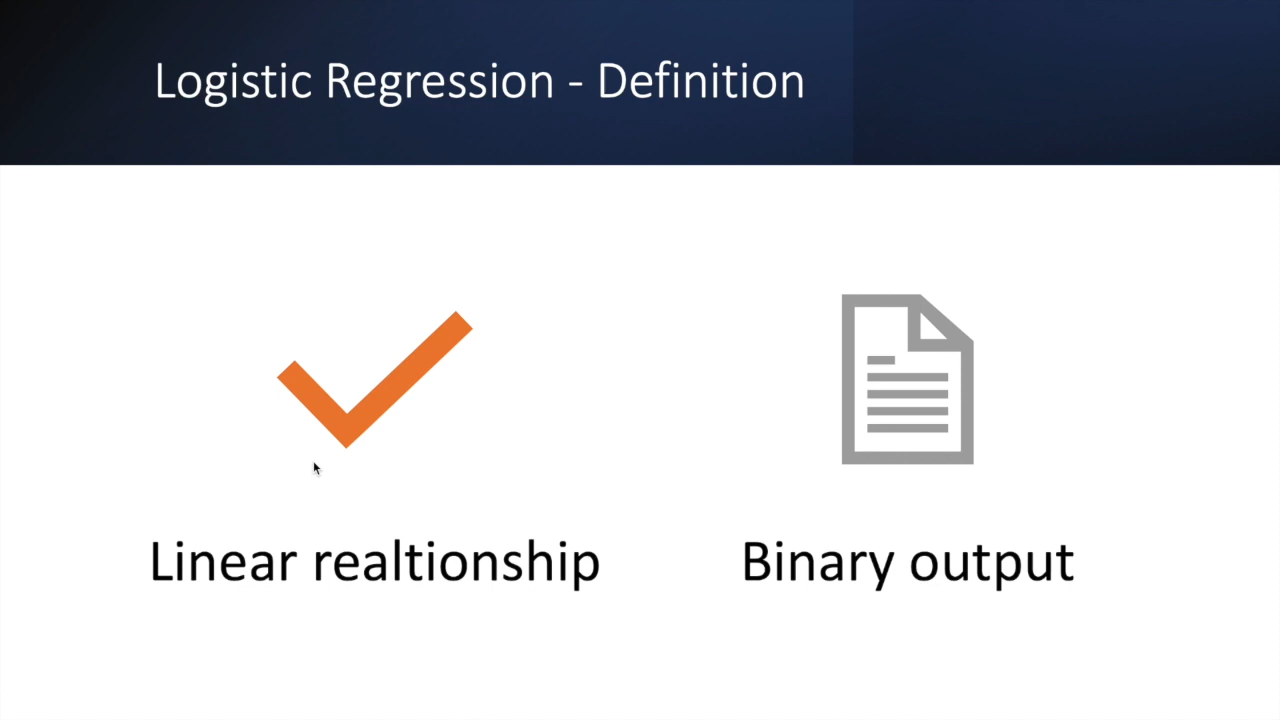 Logistic Regression - Definition
Linear realtionship
Binary output